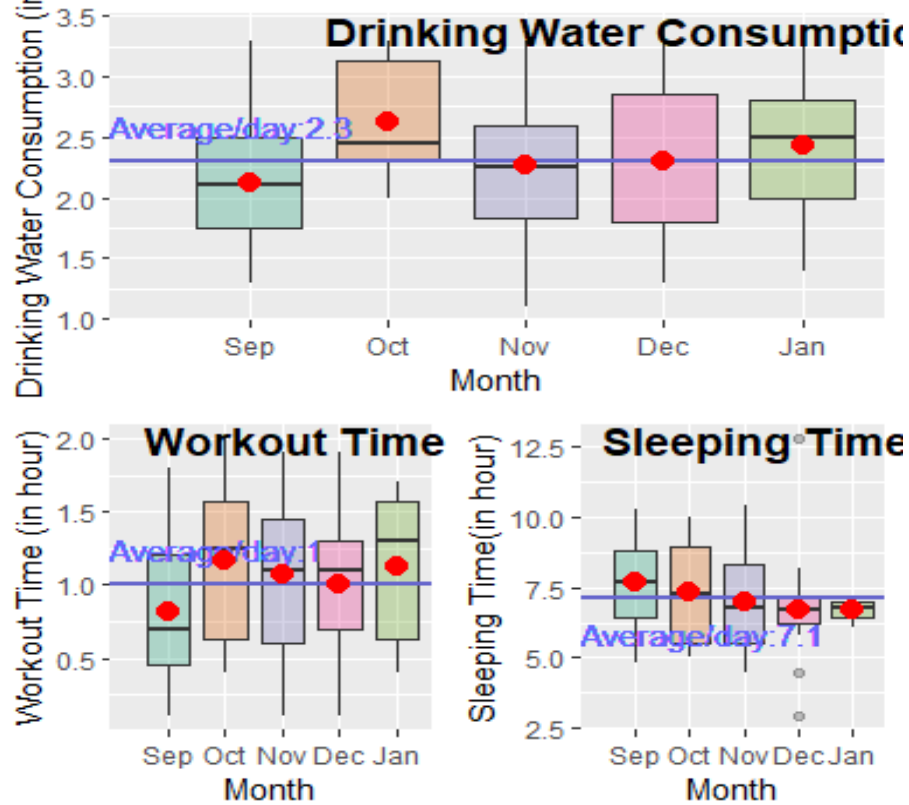 Drinking Water Consumptio
Drinking Water Consumption (in
3.5
3.0
2.5
2.0
1.5
1.0
Average/day:2.3
Sep Oct Nov Dec Jan
Month
Workout Time
Workout Time (in hour)
2.0
1.5
1.0
0.5
Average/day:1
Sep Oct Nov Dec Jan
Month
Sleeping Time
Sleeping Time(in hour)
12.5
10.0
7.5
5.0
2.5
Average/day:7.1
Sep Oct Nov Dec Jan
Month